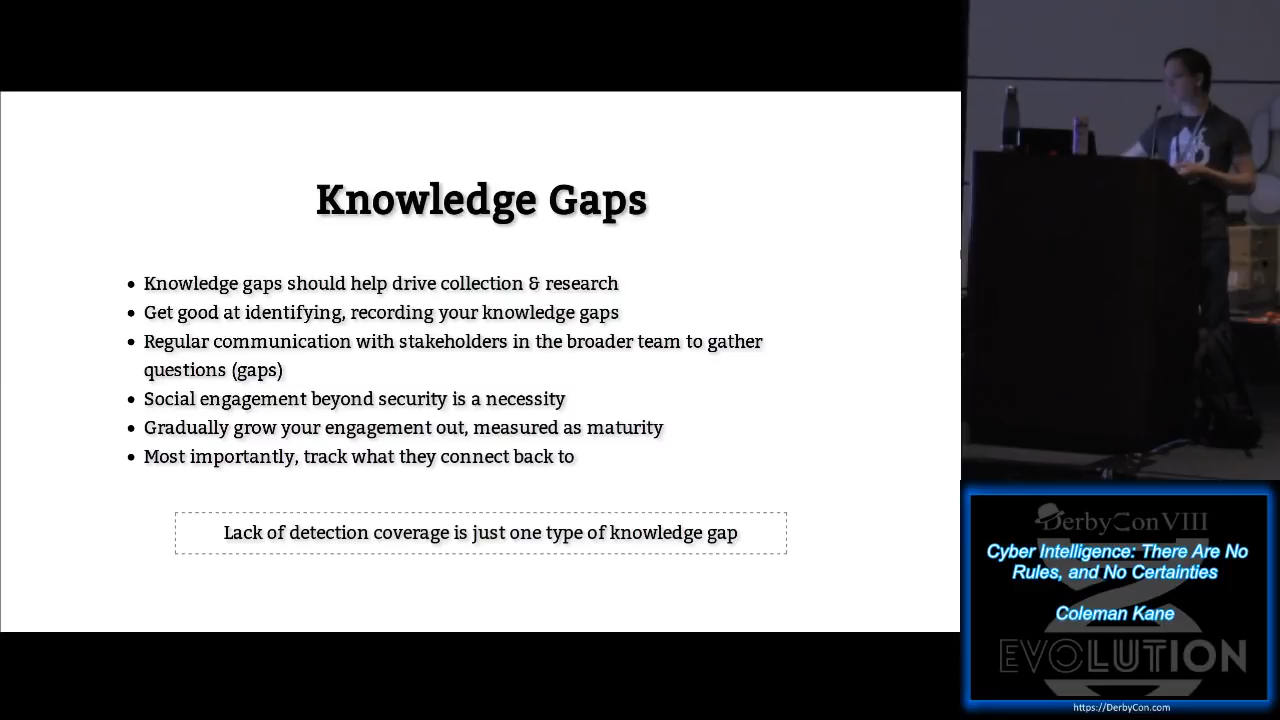 Knowledge Gaps
Knowledge gaps should help drive collection & research
Get good at identifying, recording your knowledge gaps
Regular communication with stakeholders in the broader team to gather
questions (gaps)
Social engagement beyond security is a necessity
Gradually grow your engagement out, measured as maturity
Most importantly, track what they connect back to
Lack of detection coverage is just one type of knowledge gap
DerbyCon VIII
Cyber Intelligence: There Are No
Rules, and No Certainties
Coleman Kane
EVOLUTION
https://DerbyCon.com